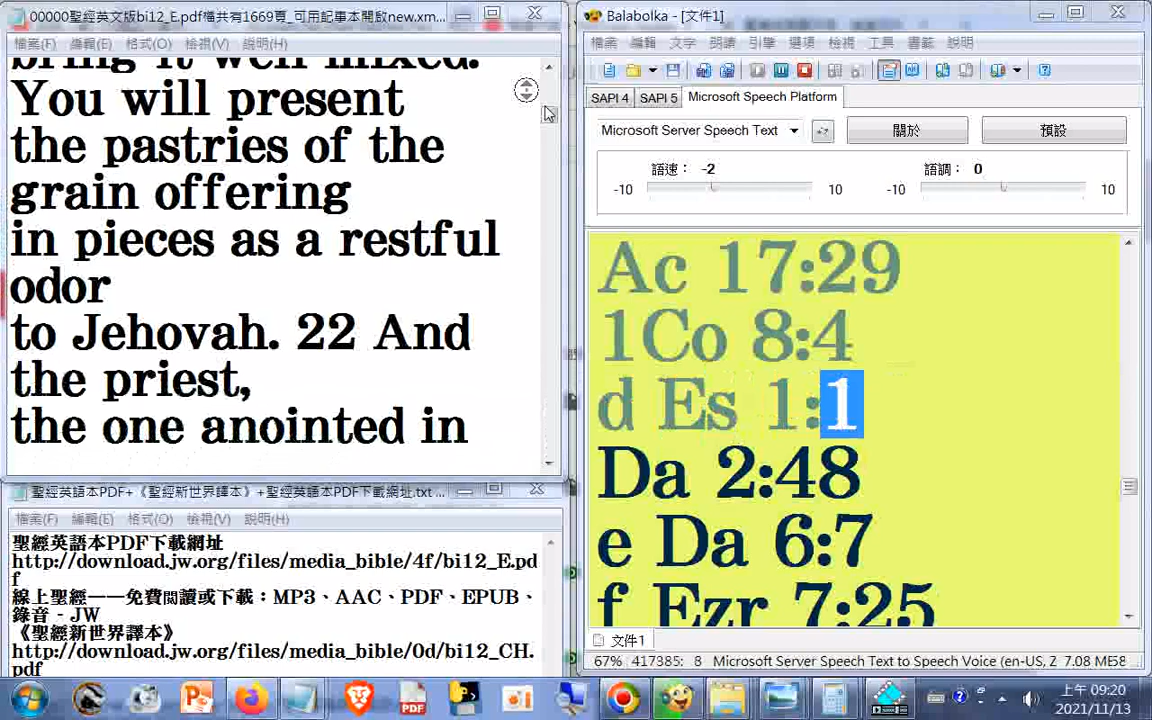 00000聖經英文版bi12_E.pdf檔共有1669頁_可用記事本開啟new.xm...
檔案(F) 編輯(E) 格式(O) 檢視(V) 說明(H)
bring it well mixed.
You will present
the pastries of the
grain offering
in pieces as a restful
odor
to Jehovah. 22 And
the priest,
the one anointed in
聖經英語本PDF+《聖經新世界譯本》+聖經英語本PDF下載網址.txt ...
檔案(F) 編輯(E) 格式(O) 檢視(V) 說明(H)
聖經英語本PDF下載網址
http://download.jw.org/files/media_bible/4f/bi12_E.pd
f
線上聖經——免費閱讀或下載：MP3、AAC、PDF、EPUB、
錄音 - JW
《聖經新世界譯本》
http://download.jw.org/files/media_bible/0d/bi12_CH.
pdf
Balabolka - [文件1]
檔案 編輯 文字 朗讀 引擎 選項 檢視 工具 書籤 說明
SAPI 4 SAPI 5 Microsoft Speech Platform
Microsoft Server Speech Text 關於 預設
語速： -2 語調： 0
-10 10 -10 10
Ac 17:29
1Co 8:4
d Es 1:1
Da 2:48
e Da 6:7
f Ezr 7:25
文件1
67% 417385: 8 Microsoft Server Speech Text to Speech Voice (en-US, 2 7.08 ME58
上午 09:20
2021/11/13